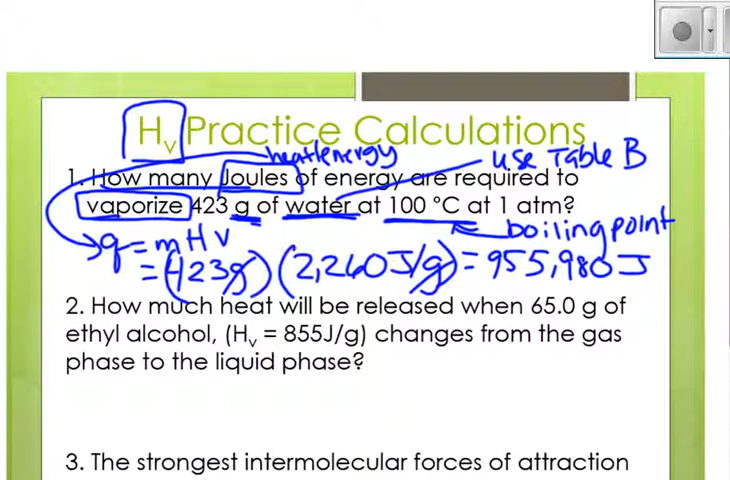 Hv Practice Calculations
heat energy
use Table B
1. How many Joules of energy are required to
vaporize 423 g of water at 100 °C at 1 atm?
boiling point
q = mHv
= (423g)(2,260J/g) = 955,980J
2. How much heat will be released when 65.0 g of
ethyl alcohol, (Hv = 855J/g) changes from the gas
phase to the liquid phase?
3. The strongest intermolecular forces of attraction